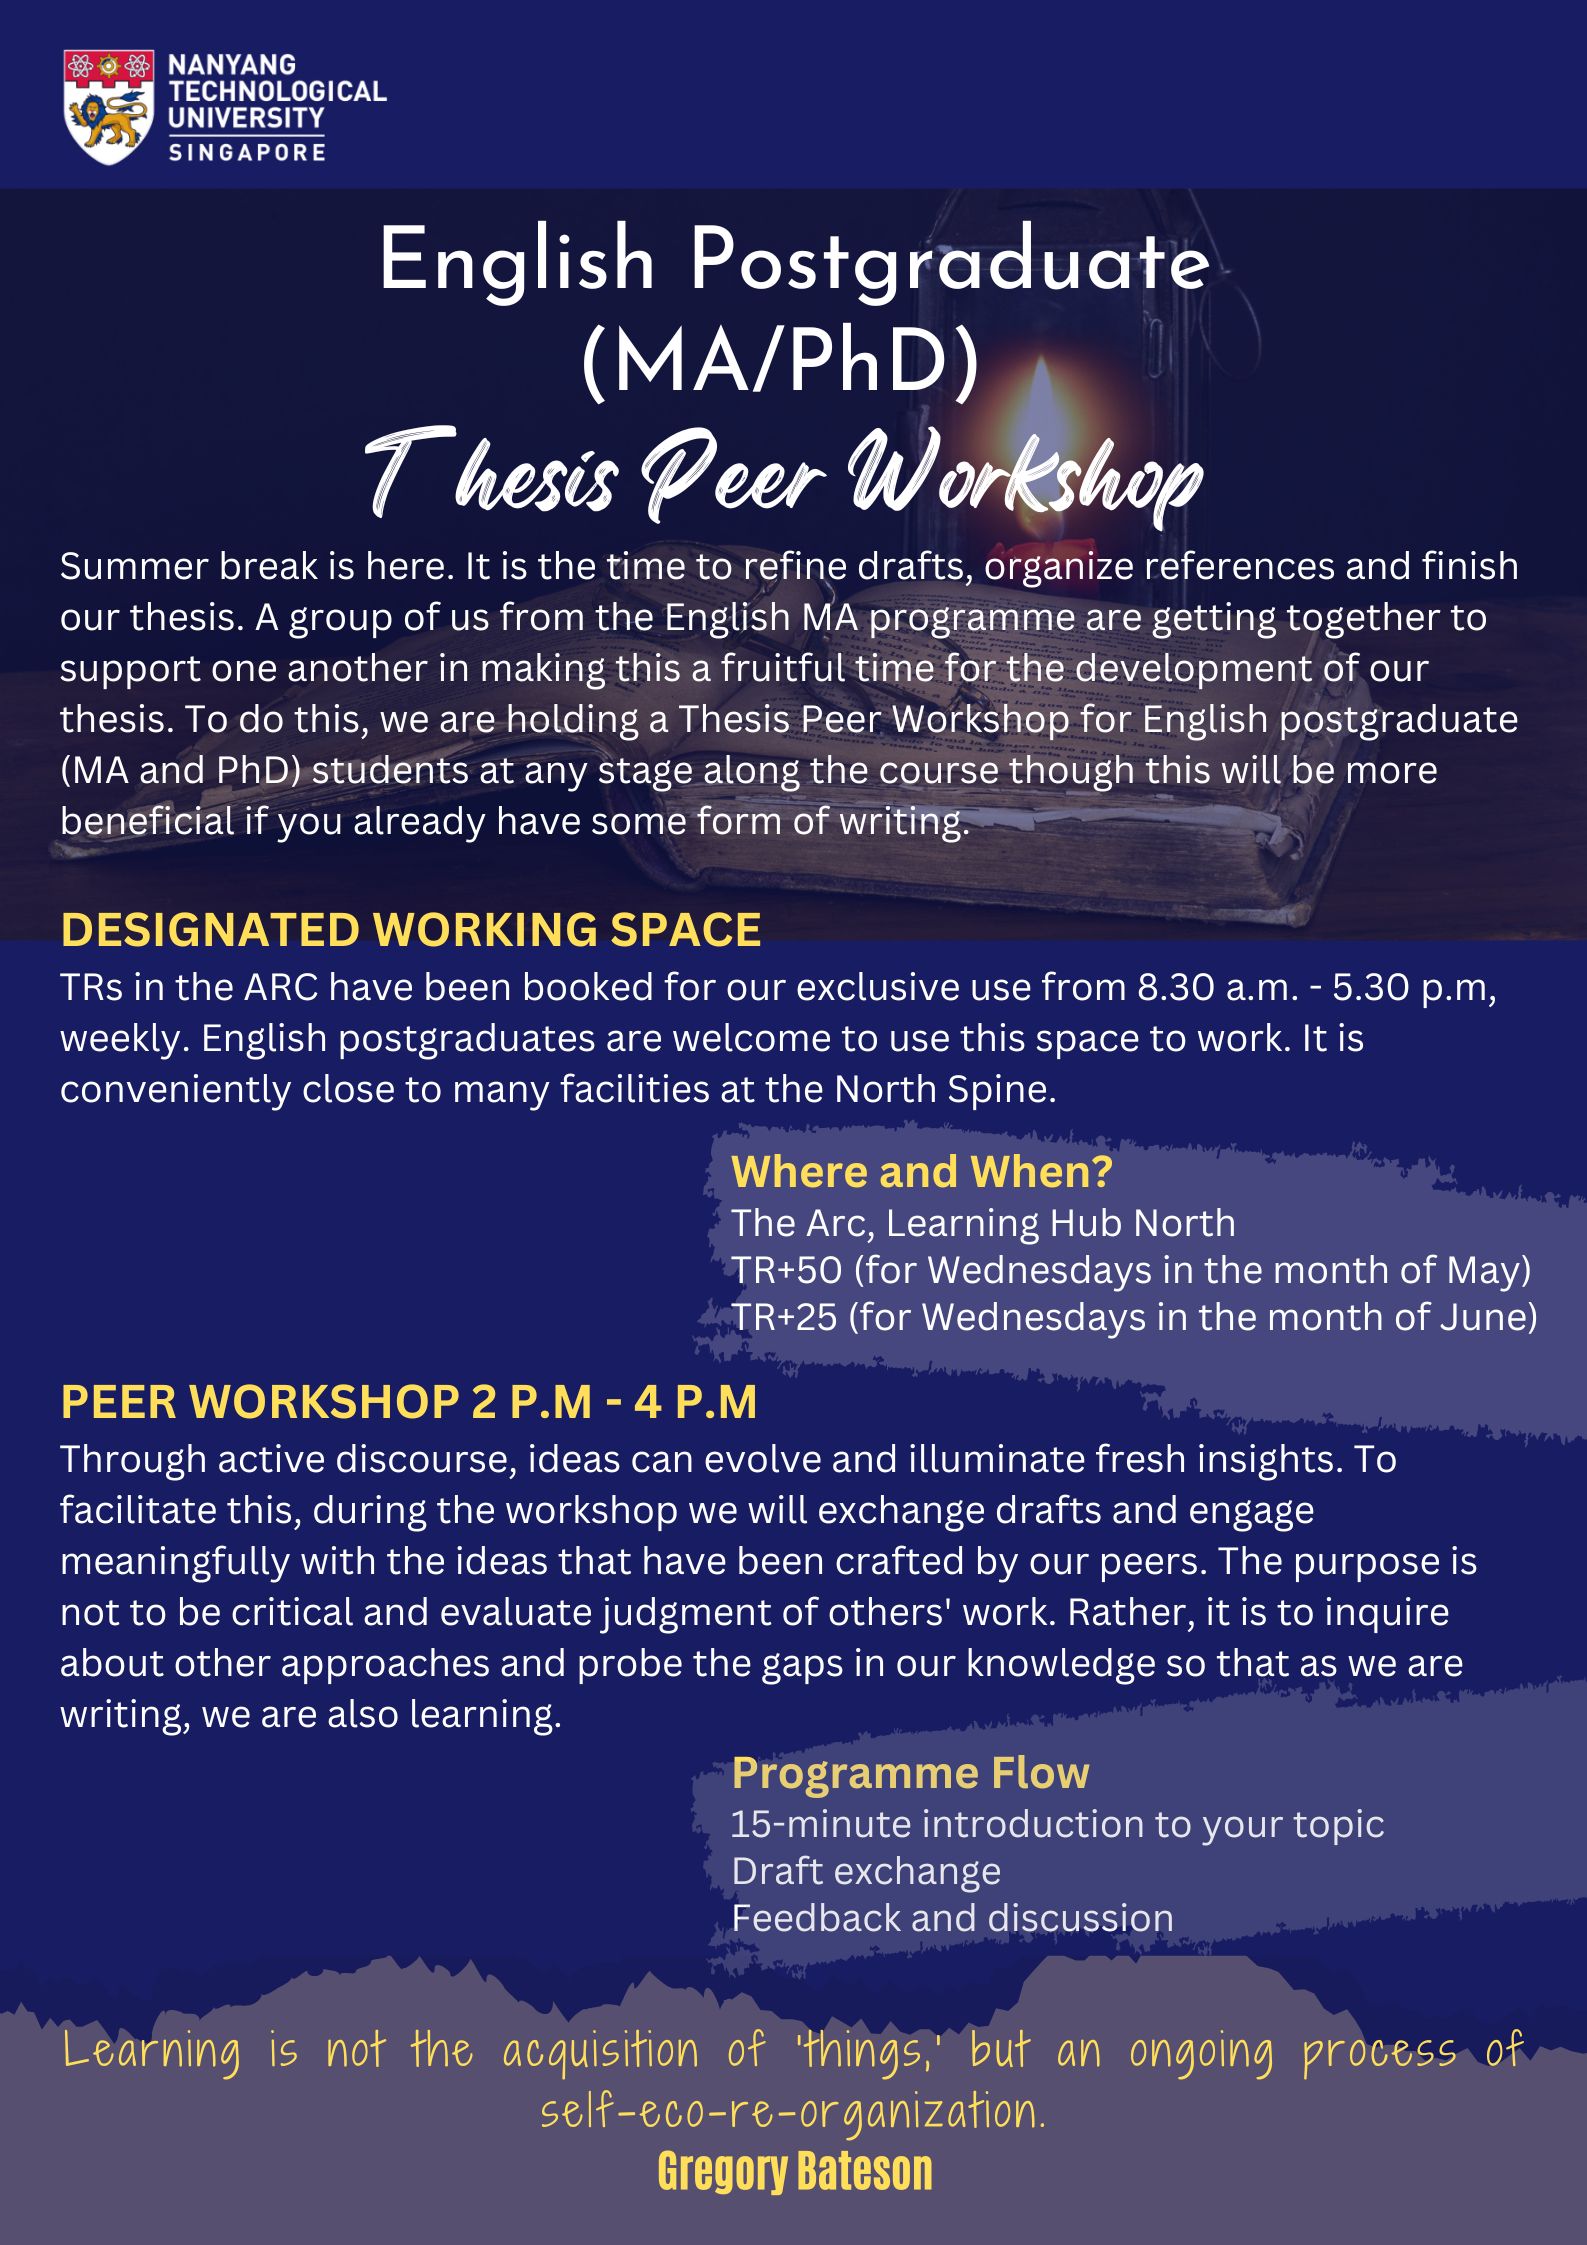 NANYANG
TECHNOLOGICAL
UNIVERSITY
SINGAPORE
English Postgraduate
(MA/PhD)
Thesis Peer Workshop
Summer break is here. It is the time to refine drafts, organize references and finish
our thesis. A group of us from the English MA programme are getting together to
support one another in making this a fruitful time for the development of our
thesis. To do this, we are holding a Thesis Peer Workshop for English postgraduate
(MA and PhD) students at any stage along the course though this will be more
beneficial if you already have some form of writing.
DESIGNATED WORKING SPACE
TRs in the ARC have been booked for our exclusive use from 8.30 a.m. - 5.30 p.m,
weekly. English postgraduates are welcome to use this space to work. It is
conveniently close to many facilities at the North Spine.
Where and When?
The Arc, Learning Hub North
TR+50 (for Wednesdays in the month of May)
TR+25 (for Wednesdays in the month of June)
PEER WORKSHOP 2 P.M - 4 P.M
Through active discourse, ideas can evolve and illuminate fresh insights. To
facilitate this, during the workshop we will exchange drafts and engage
meaningfully with the ideas that have been crafted by our peers. The purpose is
not to be critical and evaluate judgment of others' work. Rather, it is to inquire
about other approaches and probe the gaps in our knowledge so that as we are
writing, we are also learning.
Programme Flow
15-minute introduction to your topic
Draft exchange
Feedback and discussion
Learning is not the acquisition of 'things,' but an ongoing process of
self-eco-re-organization.
Gregory Bateson